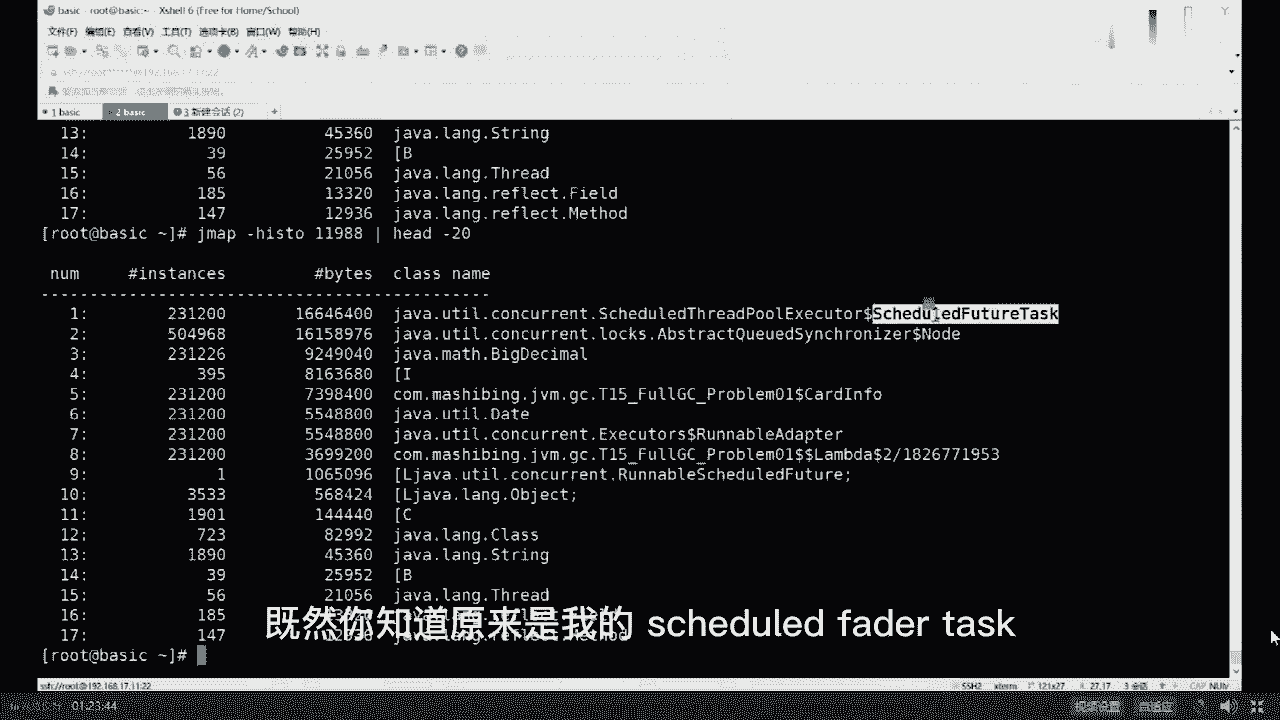 basic - root@basic:~ - Xshell 6 (Free for Home/School)
文件(F) 编辑(E) 查看(V) 工具(T) 选项卡(B) 窗口(W) 帮助(H)
1 basic 2 basic 3 新建会话 (2) +
13: 1890 45360 java.lang.String
14: 39 25952 [B
15: 56 21056 java.lang.Thread
16: 185 13320 java.lang.reflect.Field
17: 147 12936 java.lang.reflect.Method
[root@basic ~]# jmap -histo 11988 | head -20
num #instances #bytes class name
----------------------------------------------
1: 231200 16646400 java.util.concurrent.ScheduledThreadPoolExecutor$ScheduledFutureTask
2: 504968 16158976 java.util.concurrent.locks.AbstractQueuedSynchronizer$Node
3: 231226 9249040 java.math.BigDecimal
4: 395 8163680 [I
5: 231200 7398400 com.mashibing.jvm.gc.T15_FullGC_Problem01$CardInfo
6: 231200 5548800 java.util.Date
7: 231200 5548800 java.util.concurrent.Executors$RunnableAdapter
8: 231200 3699200 com.mashibing.jvm.gc.T15_FullGC_Problem01$$Lambda$2/1826771953
9: 1 1065096 [Ljava.util.concurrent.RunnableScheduledFuture;
10: 3533 568424 [Ljava.lang.Object;
11: 1901 144440 [C
12: 723 82992 java.lang.Class
13: 1890 45360 java.lang.String
14: 39 25952 [B
15: 56 21056 java.lang.Thread
16: 185
17: 147
既然你知道原来是我的 scheduled fader task
[root@basic ~]#
ssh://root@192.168.17.11:22 SSH2 xterm 121x27 27,17 3 会话 CAP NUM
01:23:44 视频设置